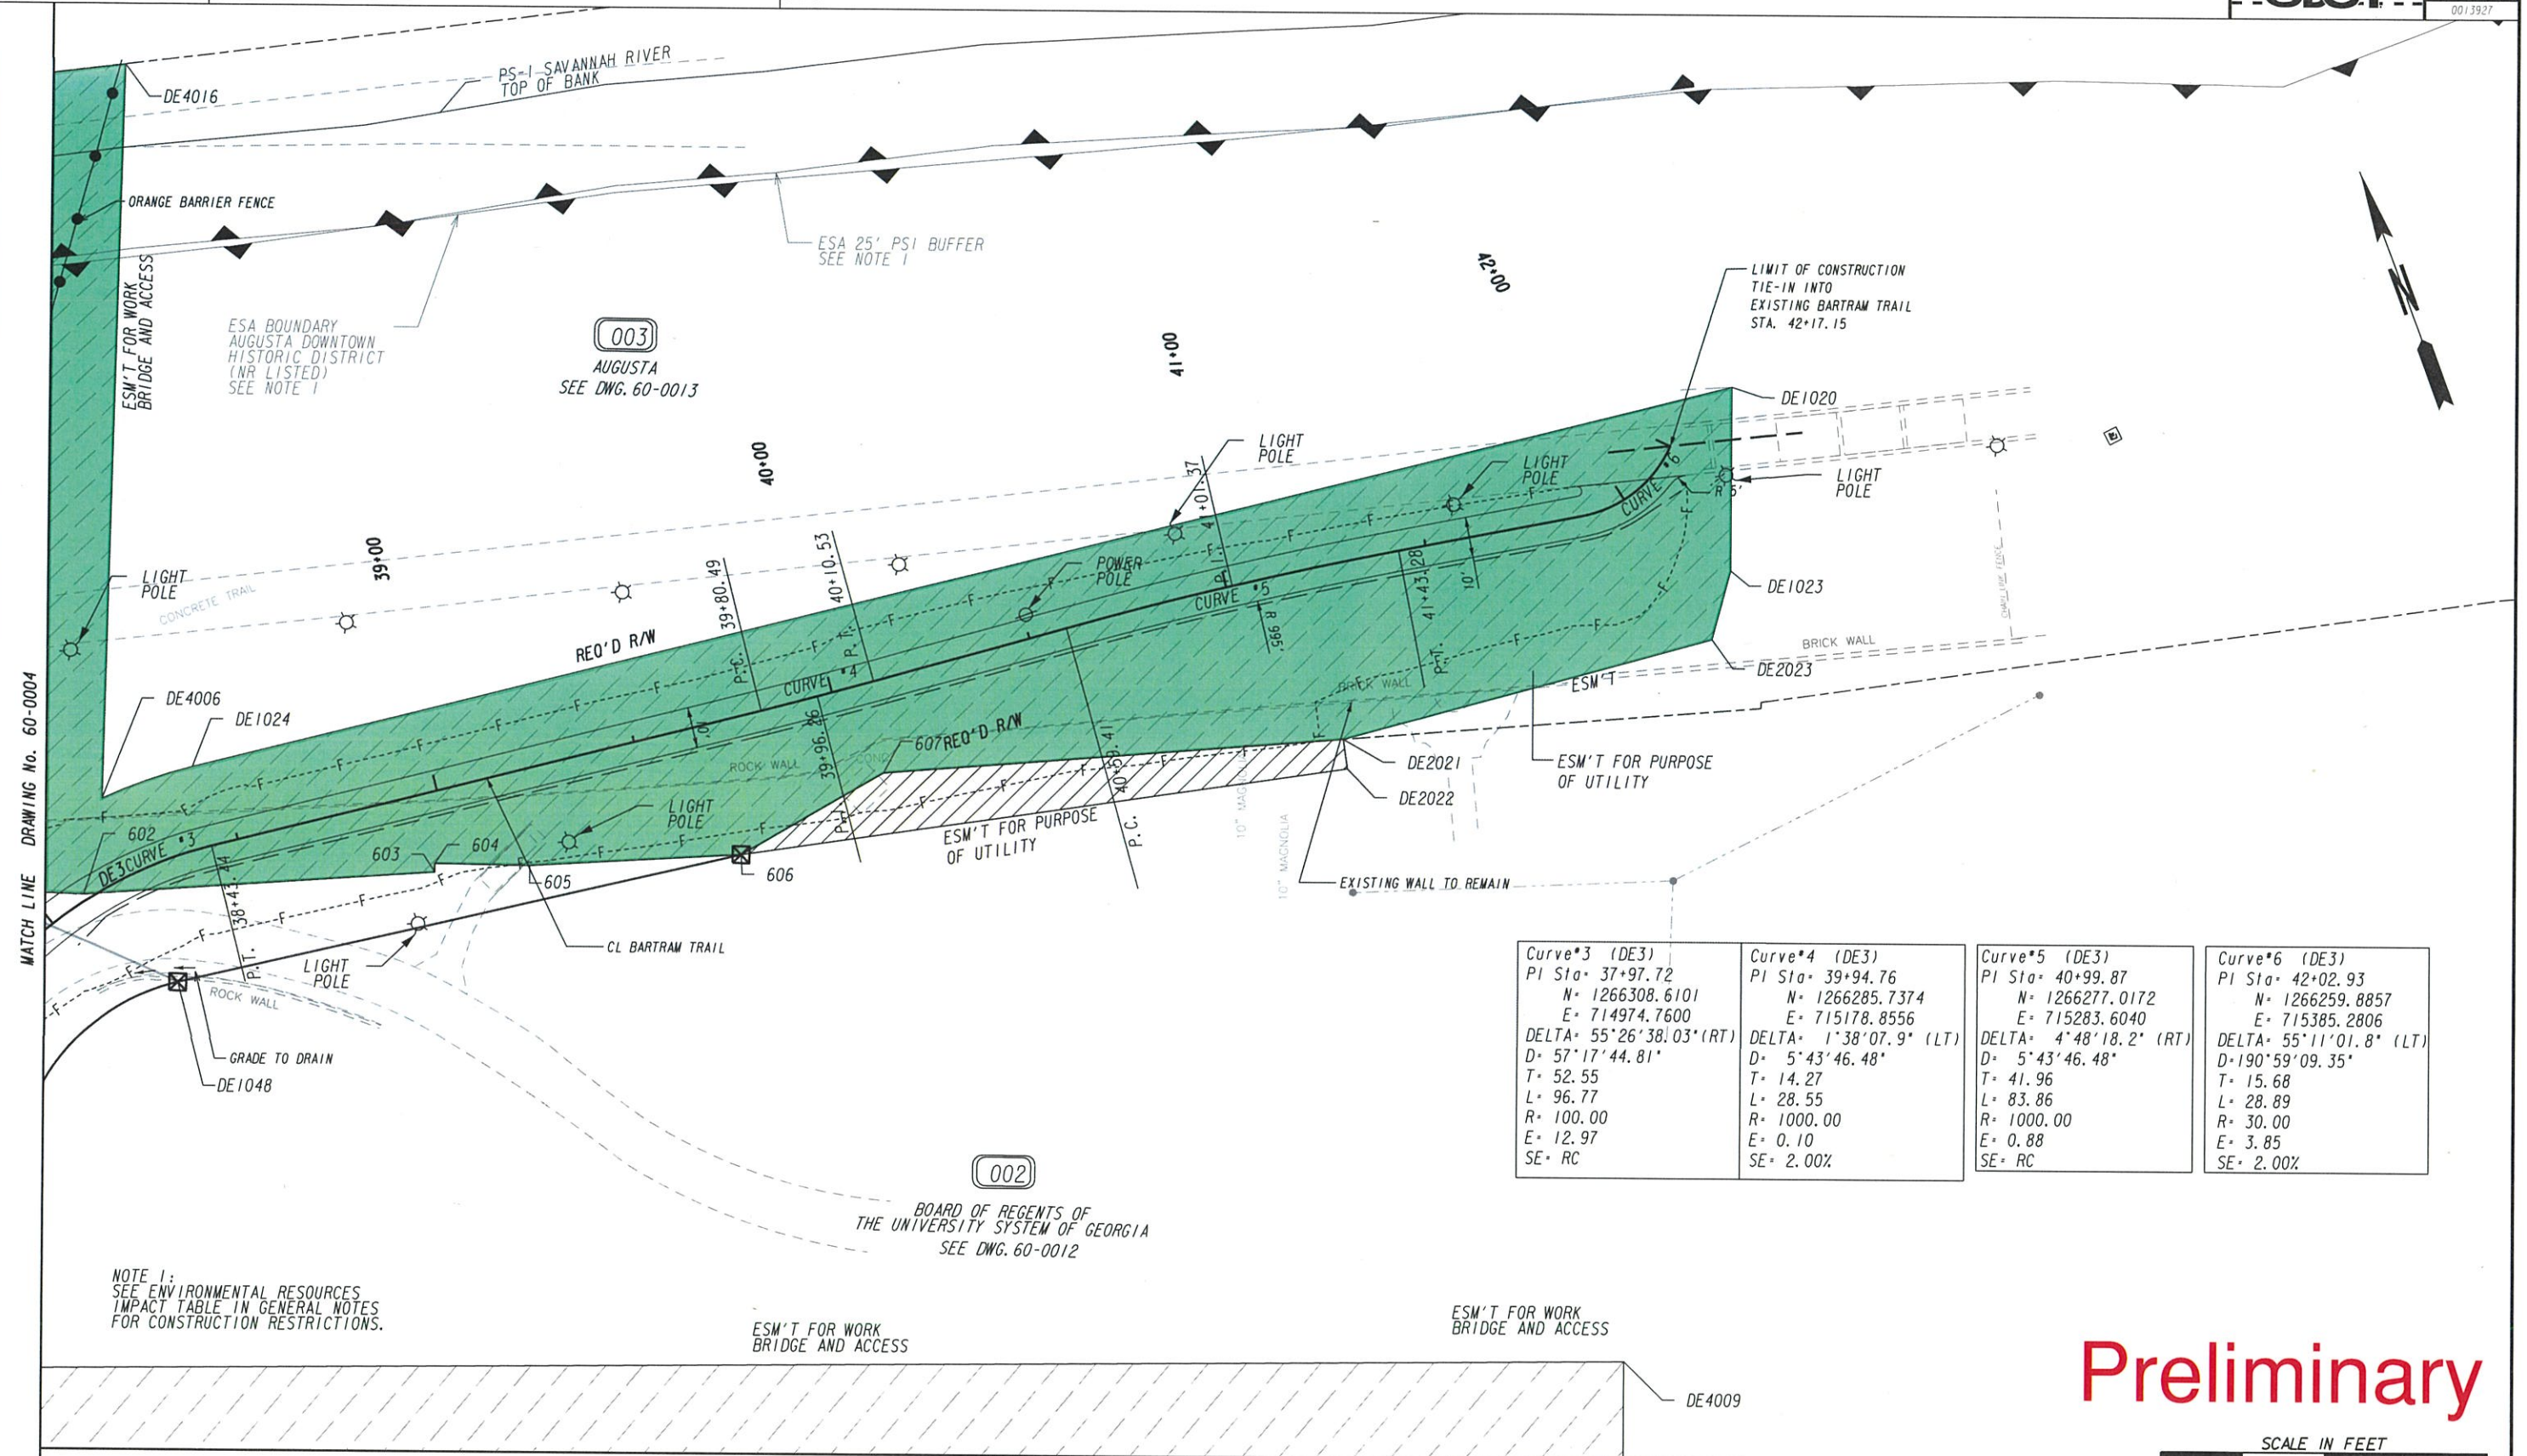 0013927
PS-1 SAVANNAH RIVER
TOP OF BANK
DE4016
ORANGE BARRIER FENCE
ESM'T FOR WORK
BRIDGE AND ACCESS
ESA BOUNDARY
AUGUSTA DOWNTOWN
HISTORIC DISTRICT
(NR LISTED)
SEE NOTE 1
ESA 25' PSI BUFFER
SEE NOTE 1
003
AUGUSTA
SEE DWG. 60-0013
42+00
LIMIT OF CONSTRUCTION
TIE-IN INTO
EXISTING BARTRAM TRAIL
STA. 42+17.15
N
41+00
40+00
39+00
DE1020
LIGHT
POLE
LIGHT
POLE
LIGHT
POLE
R 5'
CURVE #6
41+01.37
P.I.
POWER
POLE
CURVE #5
R 995
41+43.28
P.T.
10'
DE1023
CHAIN LINK FENCE
BRICK WALL
DE2023
BRICK WALL
ESM'T
LIGHT
POLE
CONCRETE TRAIL
REQ'D R/W
39+80.49
P.C.
40+10.53
P.T.
CURVE #4
10'
DE4006
DE1024
MATCH LINE DRAWING No. 60-0004
39+96.26
P.I.
607
REQ'D R/W
ROCK WALL
COND
40+59.41
P.C.
DE2021
DE2022
ESM'T FOR PURPOSE
OF UTILITY
10" MAGNOLIA
10" MAGNOLIA
ESM'T FOR PURPOSE
OF UTILITY
EXISTING WALL TO REMAIN
602
DE3
CURVE #3
603
604
605
606
LIGHT
POLE
38+43.44
P.T.
CL BARTRAM TRAIL
LIGHT
POLE
ROCK WALL
GRADE TO DRAIN
DE1048
Curve#3 (DE3)
PI Sta= 37+97.72
N= 1266308.6101
E= 714974.7600
DELTA= 55°26'38.03" (RT)
D= 57°17'44.81"
T= 52.55
L= 96.77
R= 100.00
E= 12.97
SE= RC
Curve#4 (DE3)
PI Sta= 39+94.76
N= 1266285.7374
E= 715178.8556
DELTA= 1°38'07.9" (LT)
D= 5°43'46.48"
T= 14.27
L= 28.55
R= 1000.00
E= 0.10
SE= 2.00%
Curve#5 (DE3)
PI Sta= 40+99.87
N= 1266277.0172
E= 715283.6040
DELTA= 4°48'18.2" (RT)
D= 5°43'46.48"
T= 41.96
L= 83.86
R= 1000.00
E= 0.88
SE= RC
Curve#6 (DE3)
PI Sta= 42+02.93
N= 1266259.8857
E= 715385.2806
DELTA= 55°11'01.8" (LT)
D=190°59'09.35"
T= 15.68
L= 28.89
R= 30.00
E= 3.85
SE= 2.00%
002
BOARD OF REGENTS OF
THE UNIVERSITY SYSTEM OF GEORGIA
SEE DWG. 60-0012
NOTE 1:
SEE ENVIRONMENTAL RESOURCES
IMPACT TABLE IN GENERAL NOTES
FOR CONSTRUCTION RESTRICTIONS.
ESM'T FOR WORK
BRIDGE AND ACCESS
ESM'T FOR WORK
BRIDGE AND ACCESS
DE4009
Preliminary
SCALE IN FEET